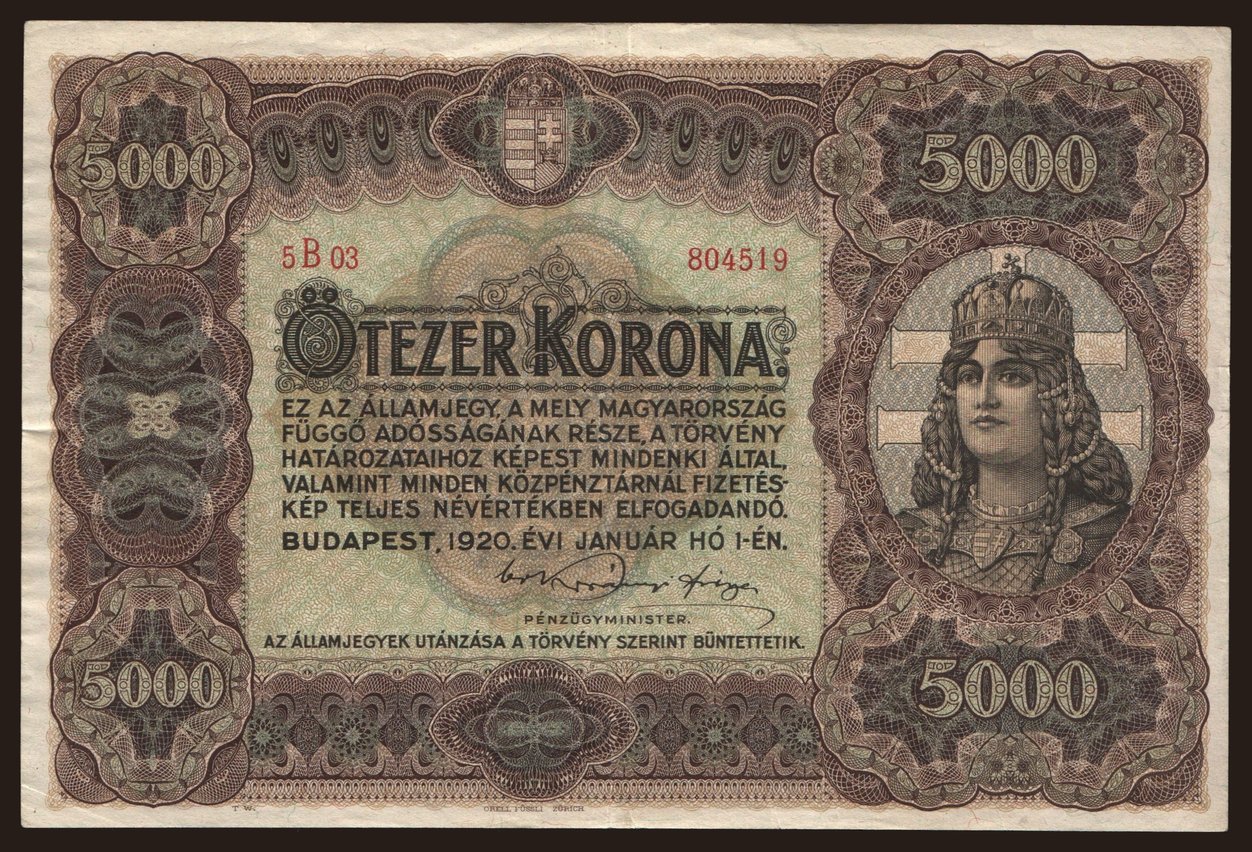 5000
5000
5 B 03
804519
ÖTEZER KORONA.
EZ AZ ÁLLAMJEGY, A MELY MAGYARORSZÁG
FÜGGŐ ADÓSSÁGÁNAK RÉSZE, A TÖRVÉNY
HATÁROZATAIHOZ KÉPEST MINDENKI ÁLTAL,
VALAMINT MINDEN KÖZPÉNZTÁRNÁL FIZETÉS-
KÉP TELJES NÉVÉRTÉKBEN ELFOGADANDÓ.
BUDAPEST, 1920. ÉVI JANUÁR HÓ 1-ÉN.
PÉNZÜGYMINISTER.
AZ ÁLLAMJEGYEK UTÁNZÁSA A TÖRVÉNY SZERINT BÜNTETTETIK.
5000
5000
T W.
ORELL FÜSSLI ZÜRICH